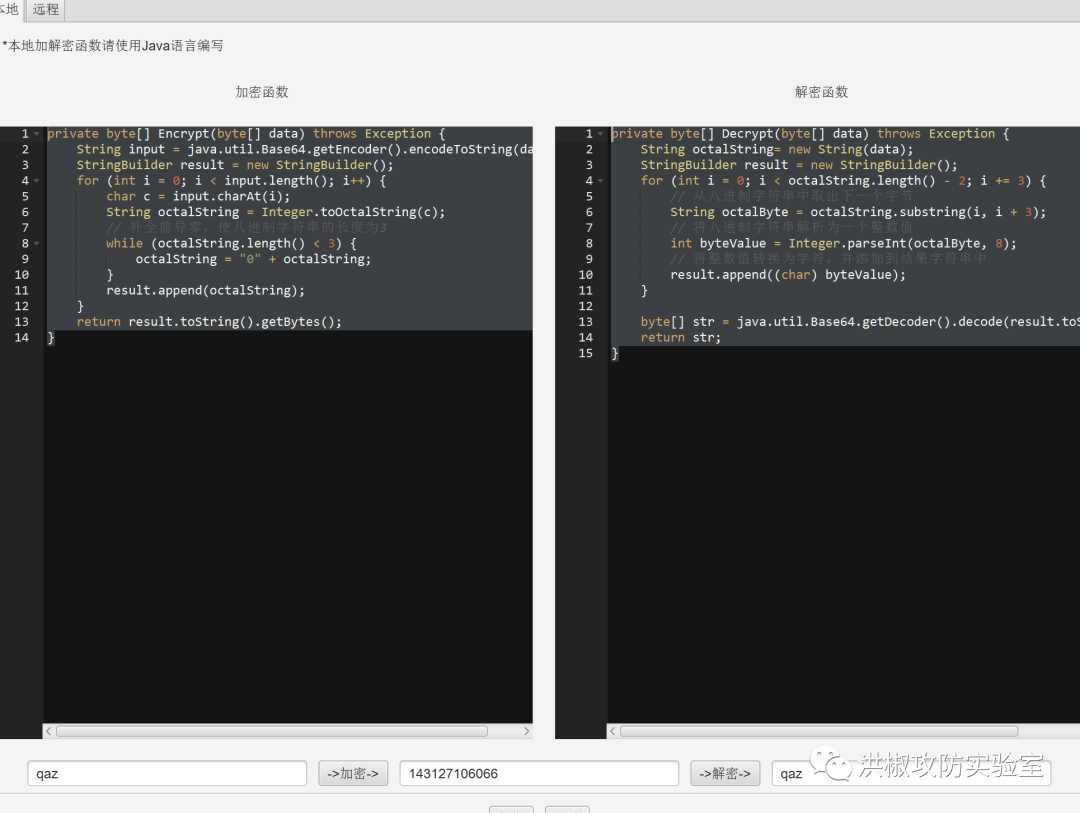 本地 远程
*本地加解密函数请使用Java语言编写
加密函数 解密函数
1 private byte[] Encrypt(byte[] data) throws Exception {
2 String input = java.util.Base64.getEncoder().encodeToString(da
3 StringBuilder result = new StringBuilder();
4 for (int i = 0; i < input.length(); i++) {
5 char c = input.charAt(i);
6 String octalString = Integer.toOctalString(c);
7 // 补全前导零，使八进制字符串的长度为3
8 while (octalString.length() < 3) {
9 octalString = "0" + octalString;
10 }
11 result.append(octalString);
12 }
13 return result.toString().getBytes();
14 }
1 private byte[] Decrypt(byte[] data) throws Exception {
2 String octalString= new String(data);
3 StringBuilder result = new StringBuilder();
4 for (int i = 0; i < octalString.length() - 2; i += 3) {
5 // 从八进制字符串中取出下一个字节
6 String octalByte = octalString.substring(i, i + 3);
7 // 将八进制字符串解析为一个整数值
8 int byteValue = Integer.parseInt(octalByte, 8);
9 // 将整数值转换为字符，并添加到结果字符串中
10 result.append((char) byteValue);
11 }
12
13 byte[] str = java.util.Base64.getDecoder().decode(result.toS
14 return str;
15 }
qaz ->加密-> 143127106066 ->解密-> qaz 洪椒攻防实验室